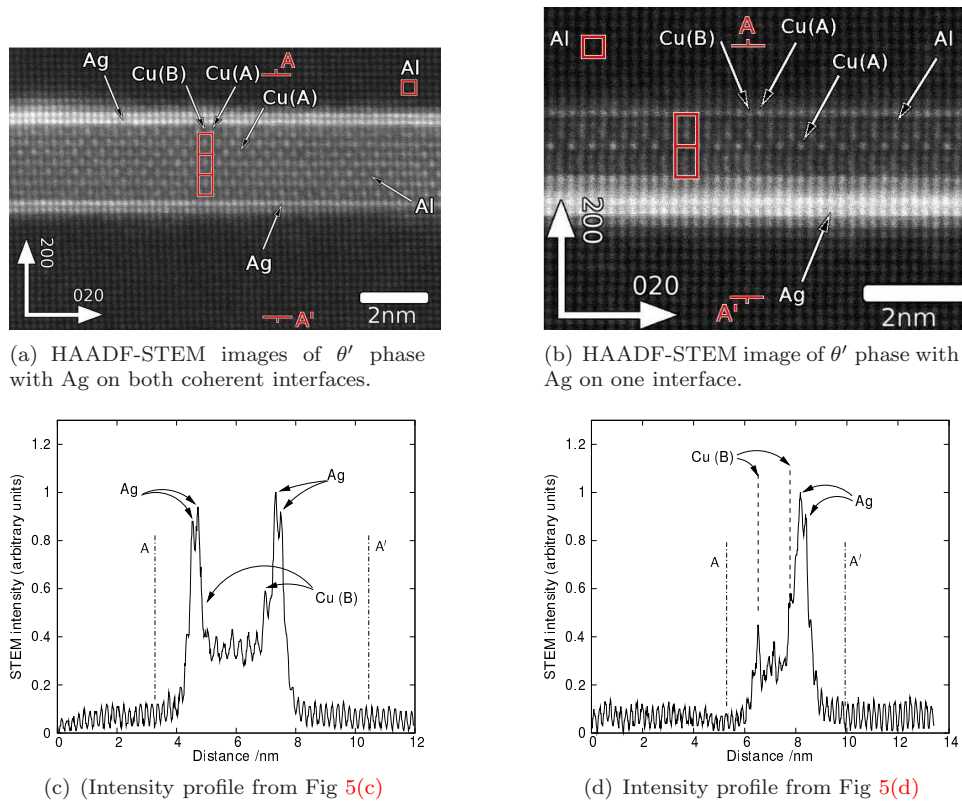 Ag
Cu(B)
Cu(A)
A
Al
Cu(A)
Al
Ag
200
020
A'
2nm
(a) HAADF-STEM images of θ′ phase
with Ag on both coherent interfaces.
Al
Cu(B)
A
Cu(A)
Cu(A)
Al
200
020
A'
Ag
2nm
(b) HAADF-STEM image of θ′ phase with
Ag on one interface.
STEM intensity (arbitrary units)
1.2
1
0.8
0.6
0.4
0.2
0
Ag
Ag
A
A'
Cu (B)
0 2 4 6 8 10 12
Distance /nm
(c) (Intensity profile from Fig 5(c)
STEM intensity (arbitrary units)
1.2
1
0.8
0.6
0.4
0.2
0
Cu (B)
Ag
A
A'
0 2 4 6 8 10 12 14
Distance /nm
(d) Intensity profile from Fig 5(d)